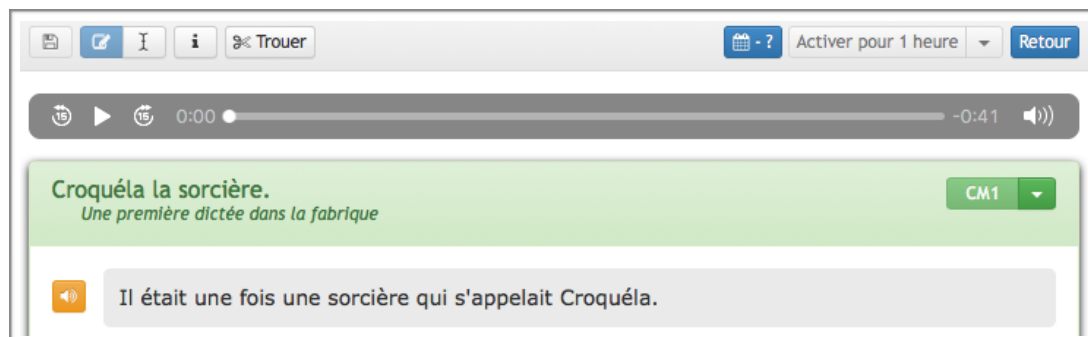 i Trouer - ? Activer pour 1 heure Retour
15 15 0:00 -0:41
Croquéla la sorcière. CM1
Une première dictée dans la fabrique
Il était une fois une sorcière qui s'appelait Croquéla.